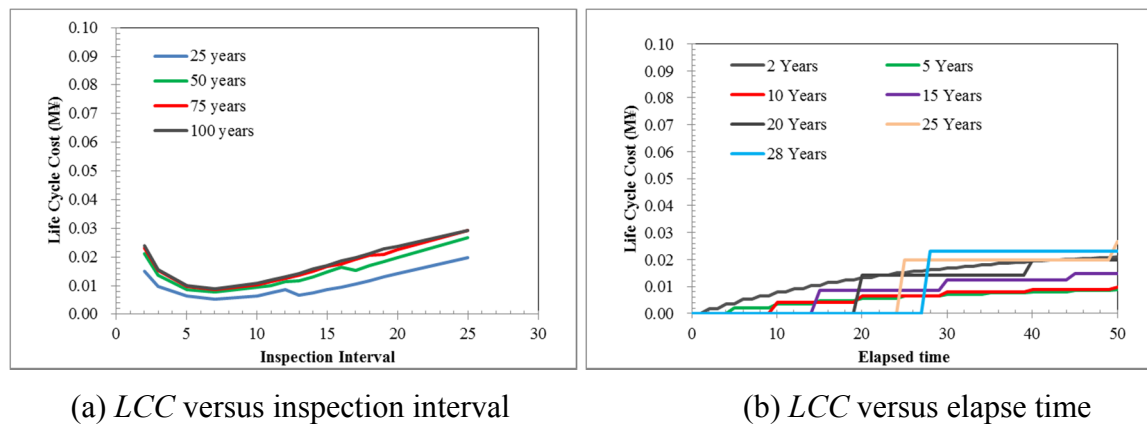 0.10
0.09
0.08
0.07
0.06
0.05
0.04
0.03
0.02
0.01
0.00
Life Cycle Cost (M¥)
25 years
50 years
75 years
100 years
0 5 10 15 20 25 30
Inspection Interval
(a) LCC versus inspection interval
0.10
0.09
0.08
0.07
0.06
0.05
0.04
0.03
0.02
0.01
0.00
Life Cycle Cost (M¥)
2 Years 5 Years
10 Years 15 Years
20 Years 25 Years
28 Years
0 10 20 30 40 50
Elapsed time
(b) LCC versus elapse time